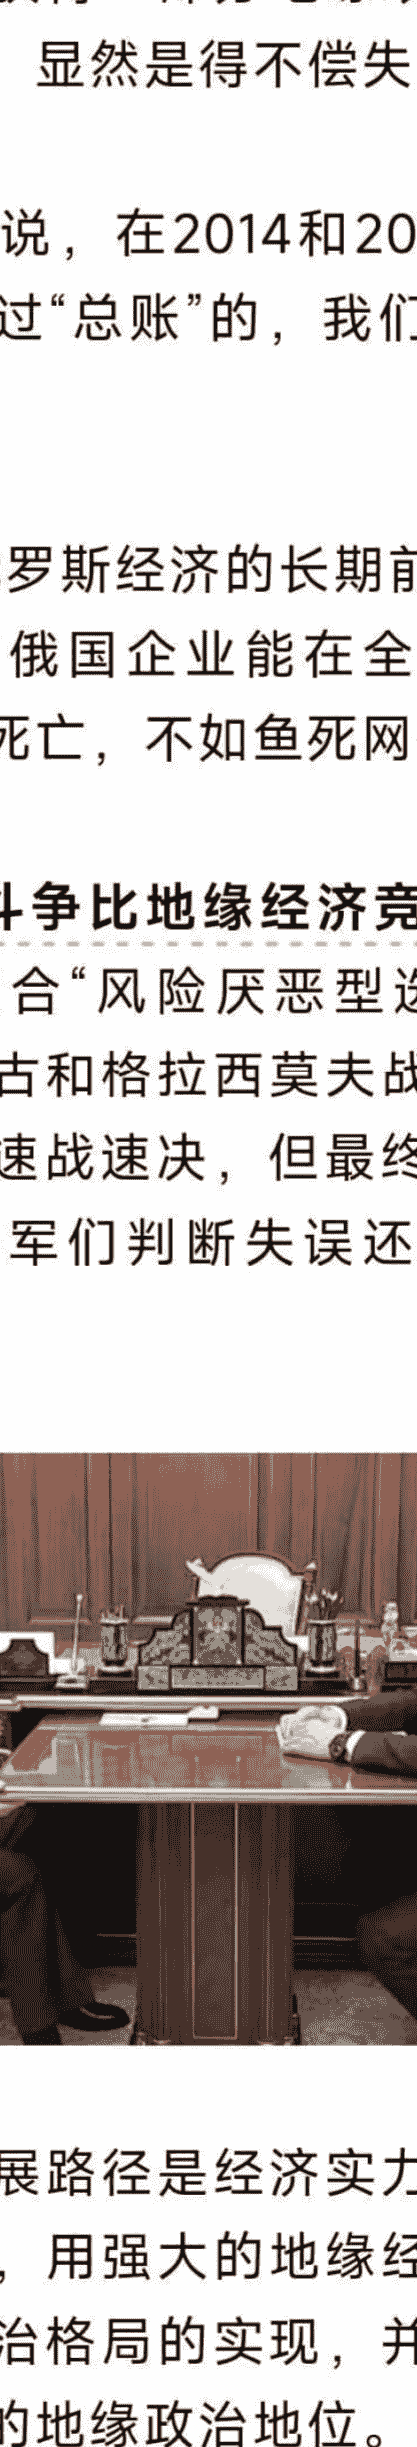 显然是得不偿失
说，在2014和20
过“总账”的，我们
罗斯经济的长期前
俄国企业能在全
死亡，不如鱼死网
斗争比地缘经济竞
合“风险厌恶型选
古和格拉西莫夫战
速战速决，但最终
军们判断失误还
展路径是经济实力
，用强大的地缘经
治格局的实现，并
的地缘政治地位。